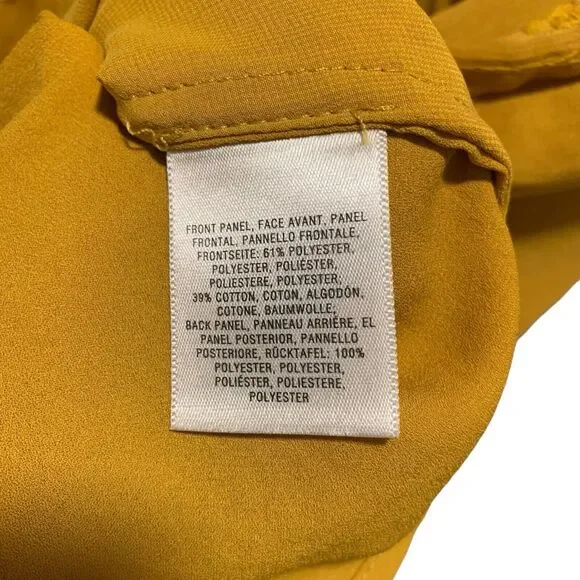 FRONT PANEL, FACE AVANT, PANEL
FRONTAL, PANNELLO FRONTALE,
FRONTSEITE: 61% POLYESTER,
POLYESTER, POLIÉSTER,
POLIESTERE, POLYESTER;
39% COTTON, COTON, ALGODÓN,
COTONE, BAUMWOLLE;
BACK PANEL, PANNEAU ARRIÈRE, EL
PANEL POSTERIOR, PANNELLO
POSTERIORE, RÜCKTAFEL: 100%
POLYESTER, POLYESTER,
POLIÉSTER, POLIESTERE,
POLYESTER